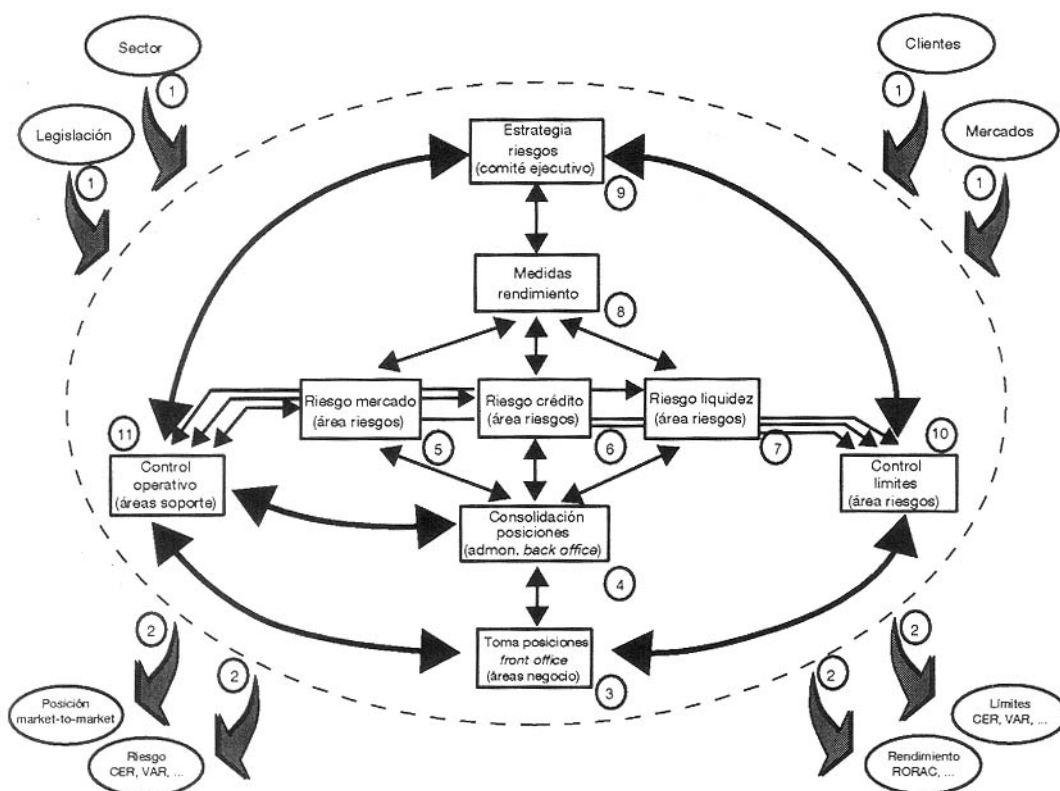 Sector
1
Clientes
1
Legislación
1
Mercados
1
Estrategia
riesgos
(comité ejecutivo)
9
Medidas
rendimiento
8
Riesgo mercado
(área riesgos)
5
Riesgo crédito
(área riesgos)
6
Riesgo liquidez
(área riesgos)
7
11
Control
operativo
(áreas soporte)
10
Control
límites
(área riesgos)
Consolidación
posiciones
(admon. back office)
4
Toma posiciones
front office
(áreas negocio)
3
2
2
2
2
Posición
market-to-market
Riesgo
CER, VAR, ...
Límites
CER, VAR, ...
Rendimiento
RORAC, ...